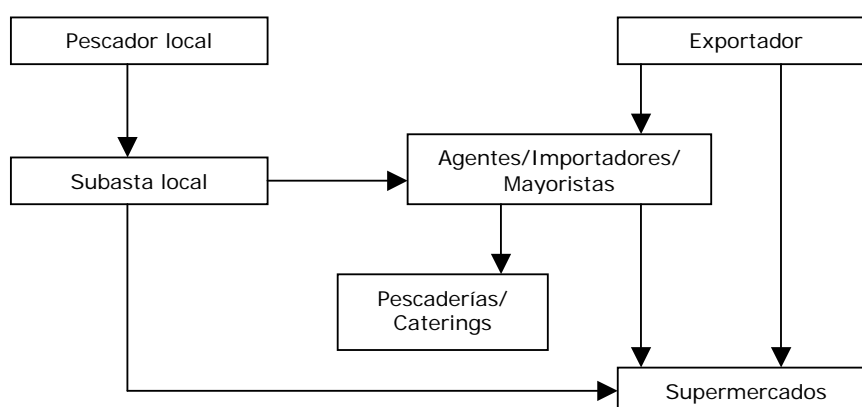 Pescador local
Exportador
Subasta local
Agentes/Importadores/
Mayoristas
Pescaderías/
Caterings
Supermercados